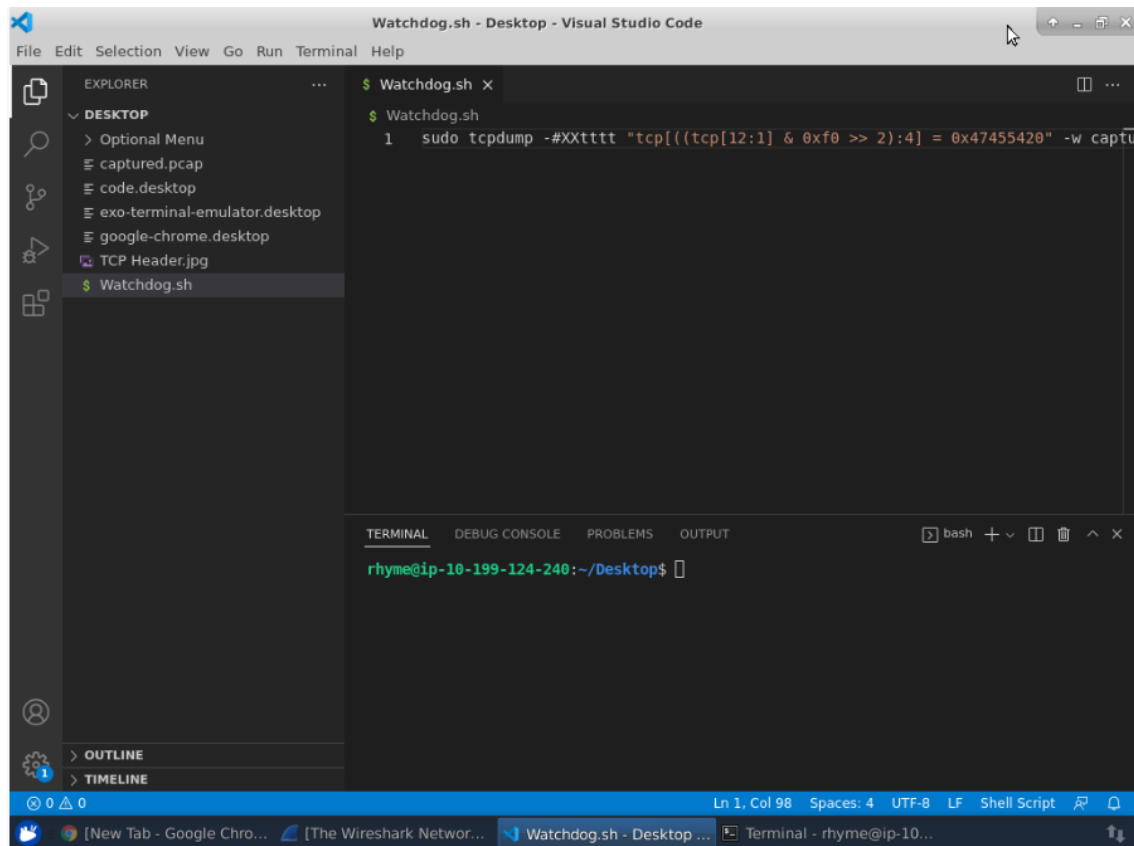 Watchdog.sh - Desktop - Visual Studio Code
File Edit Selection View Go Run Terminal Help
EXPLORER
DESKTOP
Optional Menu
captured.pcap
code.desktop
exo-terminal-emulator.desktop
google-chrome.desktop
TCP Header.jpg
$ Watchdog.sh
OUTLINE
TIMELINE
$ Watchdog.sh
$ Watchdog.sh
1 sudo tcpdump -#XXtttt "tcp[((tcp[12:1] & 0xf0 >> 2):4] = 0x47455420" -w captu
TERMINAL DEBUG CONSOLE PROBLEMS OUTPUT bash
rhyme@ip-10-199-124-240:~/Desktop$
1
0 0 Ln 1, Col 98 Spaces: 4 UTF-8 LF Shell Script
[New Tab - Google Chro... [The Wireshark Networ... Watchdog.sh - Desktop ... Terminal - rhyme@ip-10...